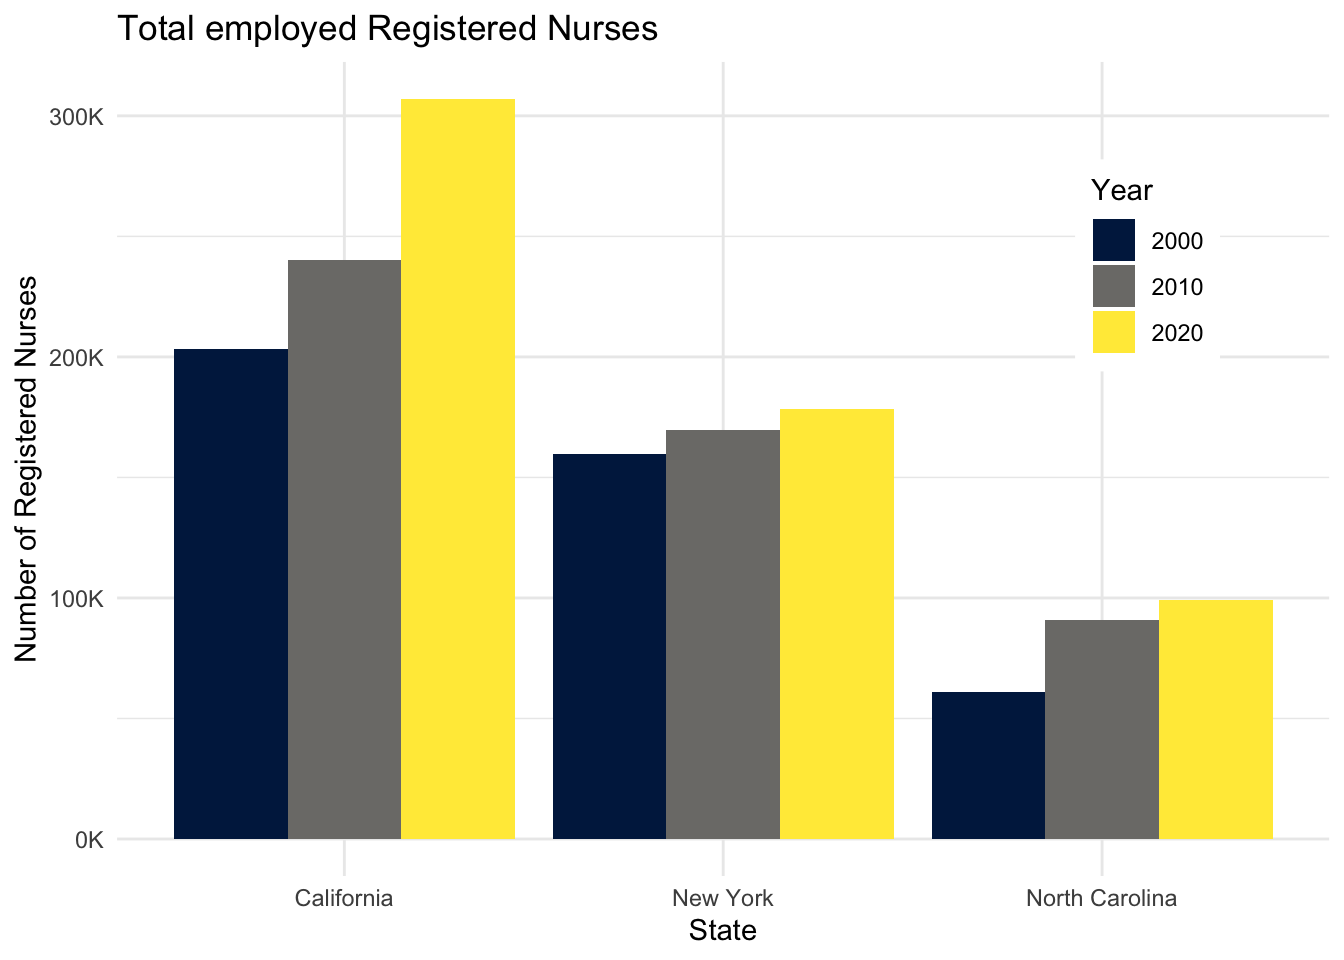 Total employed Registered Nurses
300K
200K
100K
0K
Number of Registered Nurses
Year
2000
2010
2020
California
New York
North Carolina
State